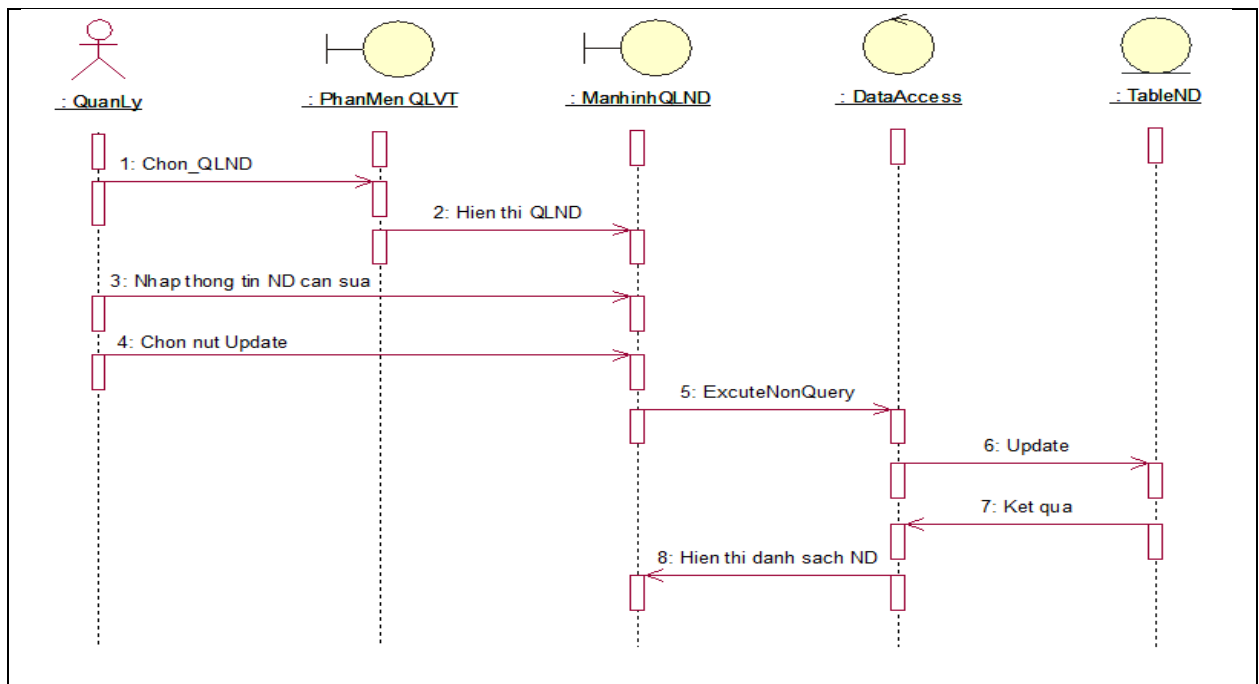 : QuanLy
: PhanMen QLVT
: ManhinhQLND
: DataAccess
: TableND
1: Chon_QLND
2: Hien thi QLND
3: Nhap thong tin ND can sua
4: Chon nut Update
5: ExcuteNonQuery
6: Update
7: Ket qua
8: Hien thi danh sach ND